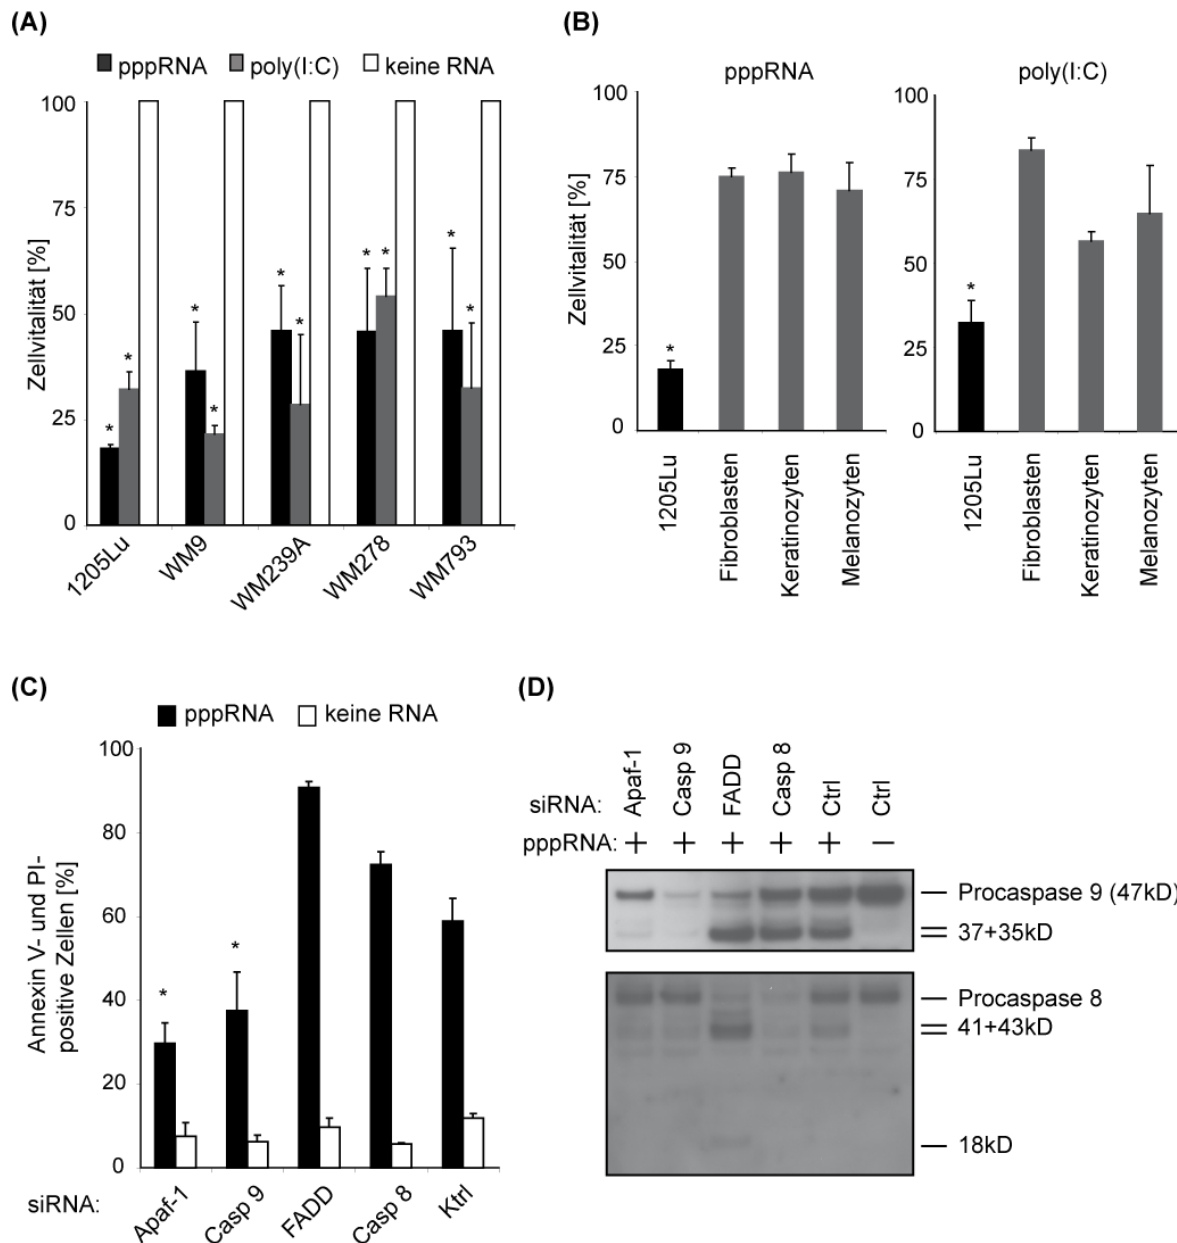 (A)
pppRNA poly(I:C) keine RNA
Zellvitalität [%]
100
75
50
25
0
* * * * * * * * * *
1205Lu WM9 WM239A WM278 WM793
(B)
pppRNA
Zellvitalität [%]
100
75
50
25
0
*
1205Lu Fibroblasten Keratinozyten Melanozyten
poly(I:C)
100
75
50
25
0
*
1205Lu Fibroblasten Keratinozyten Melanozyten
(C)
pppRNA keine RNA
Annexin V- und PI-
positive Zellen [%]
100
80
60
40
20
0
* *
siRNA: Apaf-1 Casp 9 FADD Casp 8 Ktrl
(D)
siRNA: Apaf-1 Casp 9 FADD Casp 8 Ctrl Ctrl
pppRNA: + + + + + −
Procaspase 9 (47kD)
37+35kD
Procaspase 8
41+43kD
18kD